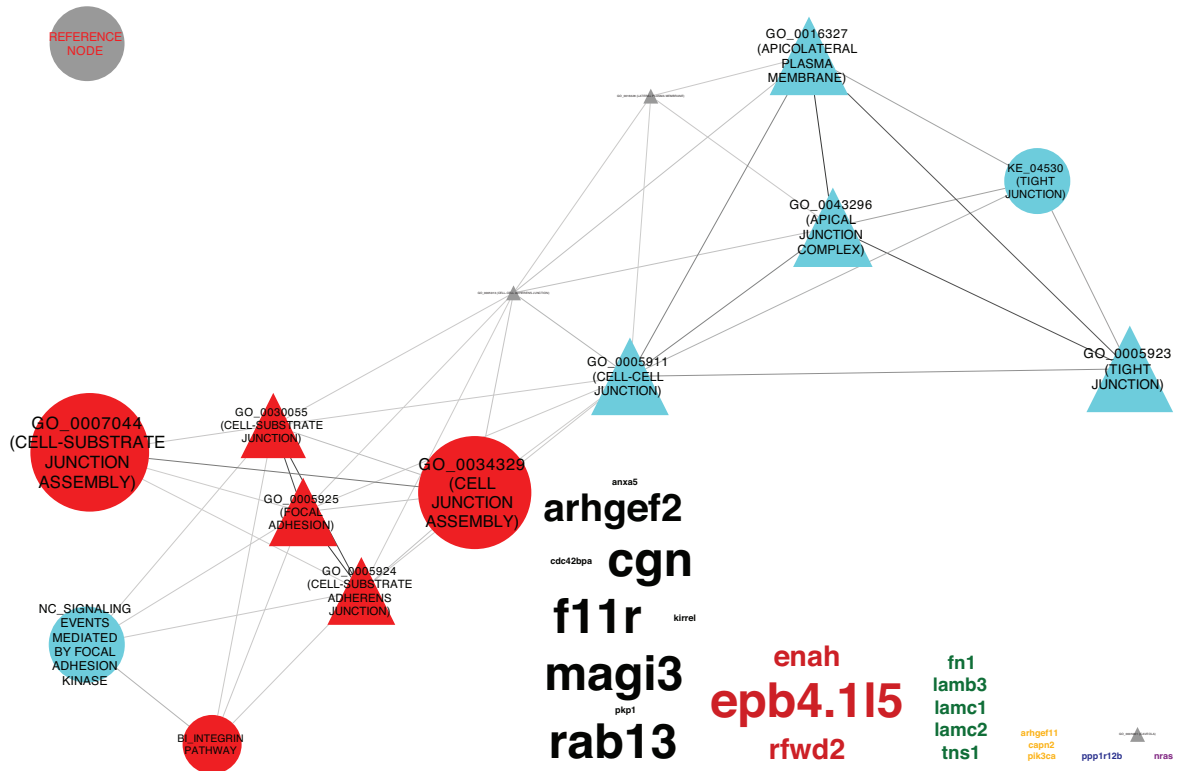 REFERENCE
NODE
GO_0016327
(APICOLATERAL
PLASMA
MEMBRANE)
KE_04530
(TIGHT
JUNCTION)
GO_0043296
(APICAL
JUNCTION
COMPLEX)
GO_0005911
(CELL-CELL
JUNCTION)
GO_0005923
(TIGHT
JUNCTION)
GO_0007044
(CELL-SUBSTRATE
JUNCTION
ASSEMBLY)
GO_0030055
(CELL-SUBSTRATE
JUNCTION)
GO_0034329
(CELL
JUNCTION
ASSEMBLY)
GO_0005925
(FOCAL
ADHESION)
GO_0005924
(CELL-SUBSTRATE
ADHERENS
JUNCTION)
NC_SIGNALING
EVENTS
MEDIATED
BY FOCAL
ADHESION
KINASE
BI_INTEGRIN
PATHWAY
anxa5
arhgef2
cdc42bpa
cgn
f11r
kirrel
magi3
pkp1
rab13
enah
epb4.1l5
rfwd2
fn1
lamb3
lamc1
lamc2
tns1
arhgef11
capn2
pik3ca
ppp1r12b
nras